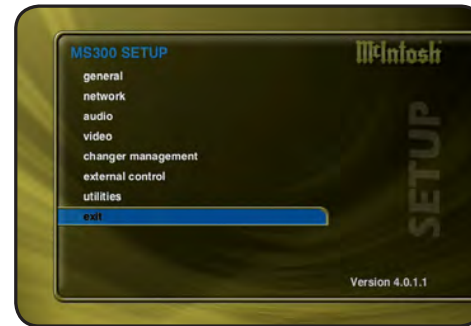 MS300 SETUP
McIntosh
general
network
audio
video
changer management
external control
utilities
exit
SETUP
Version 4.0.1.1